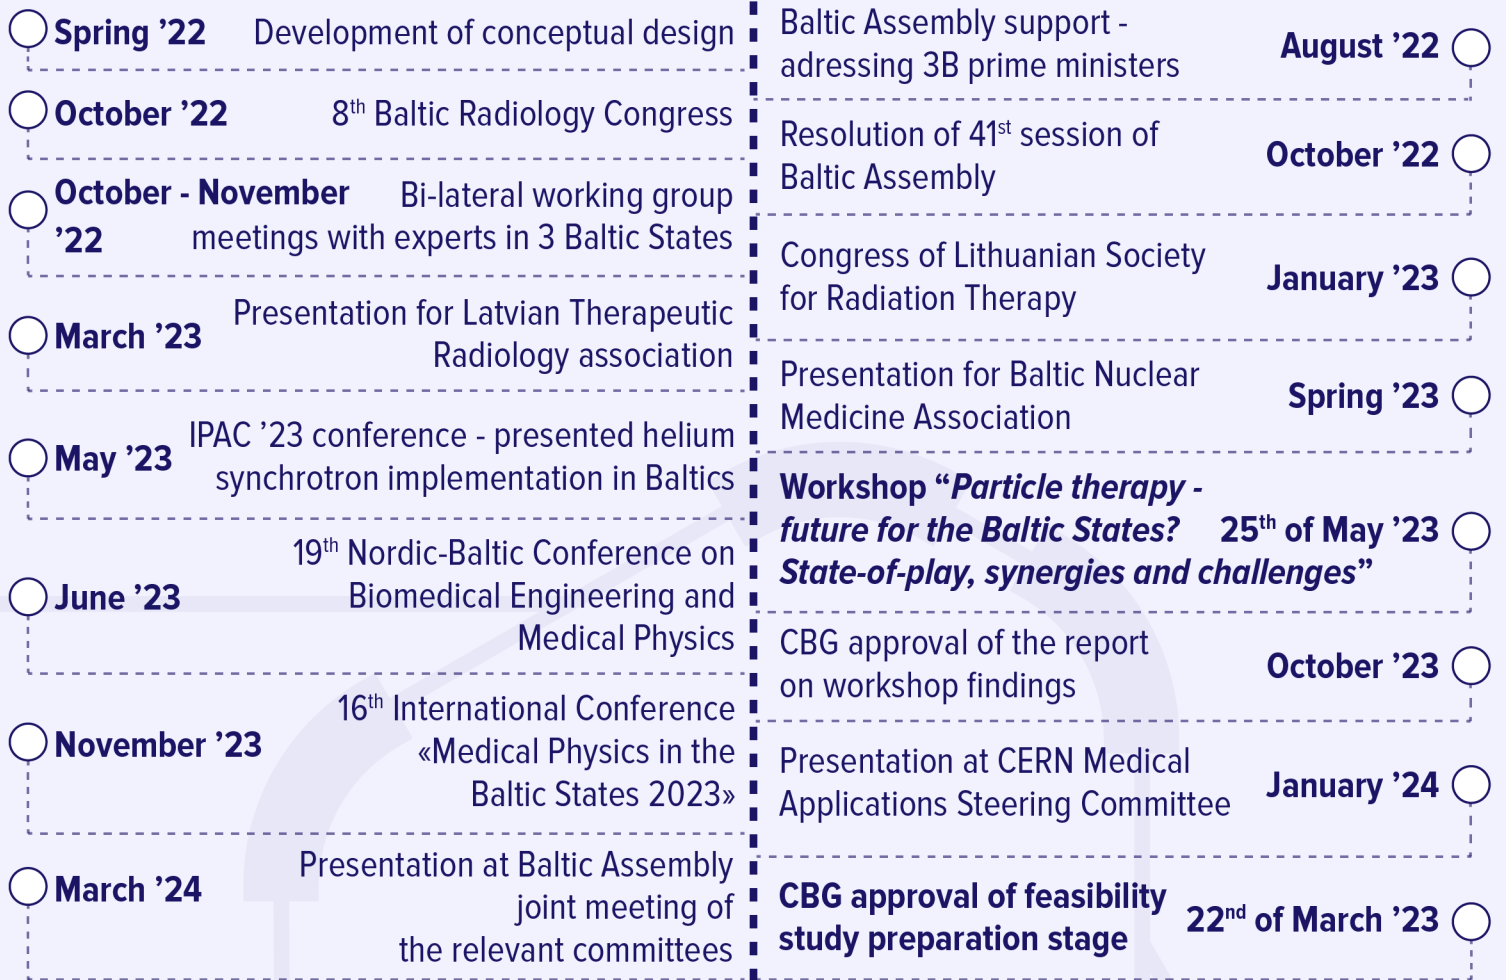 Spring ’22 Development of conceptual design
October ’22 8th Baltic Radiology Congress
October - November Bi-lateral working group
’22 meetings with experts in 3 Baltic States
Presentation for Latvian Therapeutic
March ’23
Radiology association
IPAC ’23 conference - presented helium
May ’23
synchrotron implementation in Baltics
19th Nordic-Baltic Conference on
June ’23 Biomedical Engineering and
Medical Physics
16th International Conference
November ’23 «Medical Physics in the
Baltic States 2023»
Presentation at Baltic Assembly
March ’24
joint meeting of
the relevant committees
Baltic Assembly support -
August ’22
adressing 3B prime ministers
Resolution of 41st session of
October ’22
Baltic Assembly
Congress of Lithuanian Society
January ’23
for Radiation Therapy
Presentation for Baltic Nuclear
Spring ’23
Medicine Association
Workshop “Particle therapy -
future for the Baltic States? 25th of May ’23
State-of-play, synergies and challenges”
CBG approval of the report
October ’23
on workshop findings
Presentation at CERN Medical
January ’24
Applications Steering Committee
CBG approval of feasibility
22nd of March ’23
study preparation stage